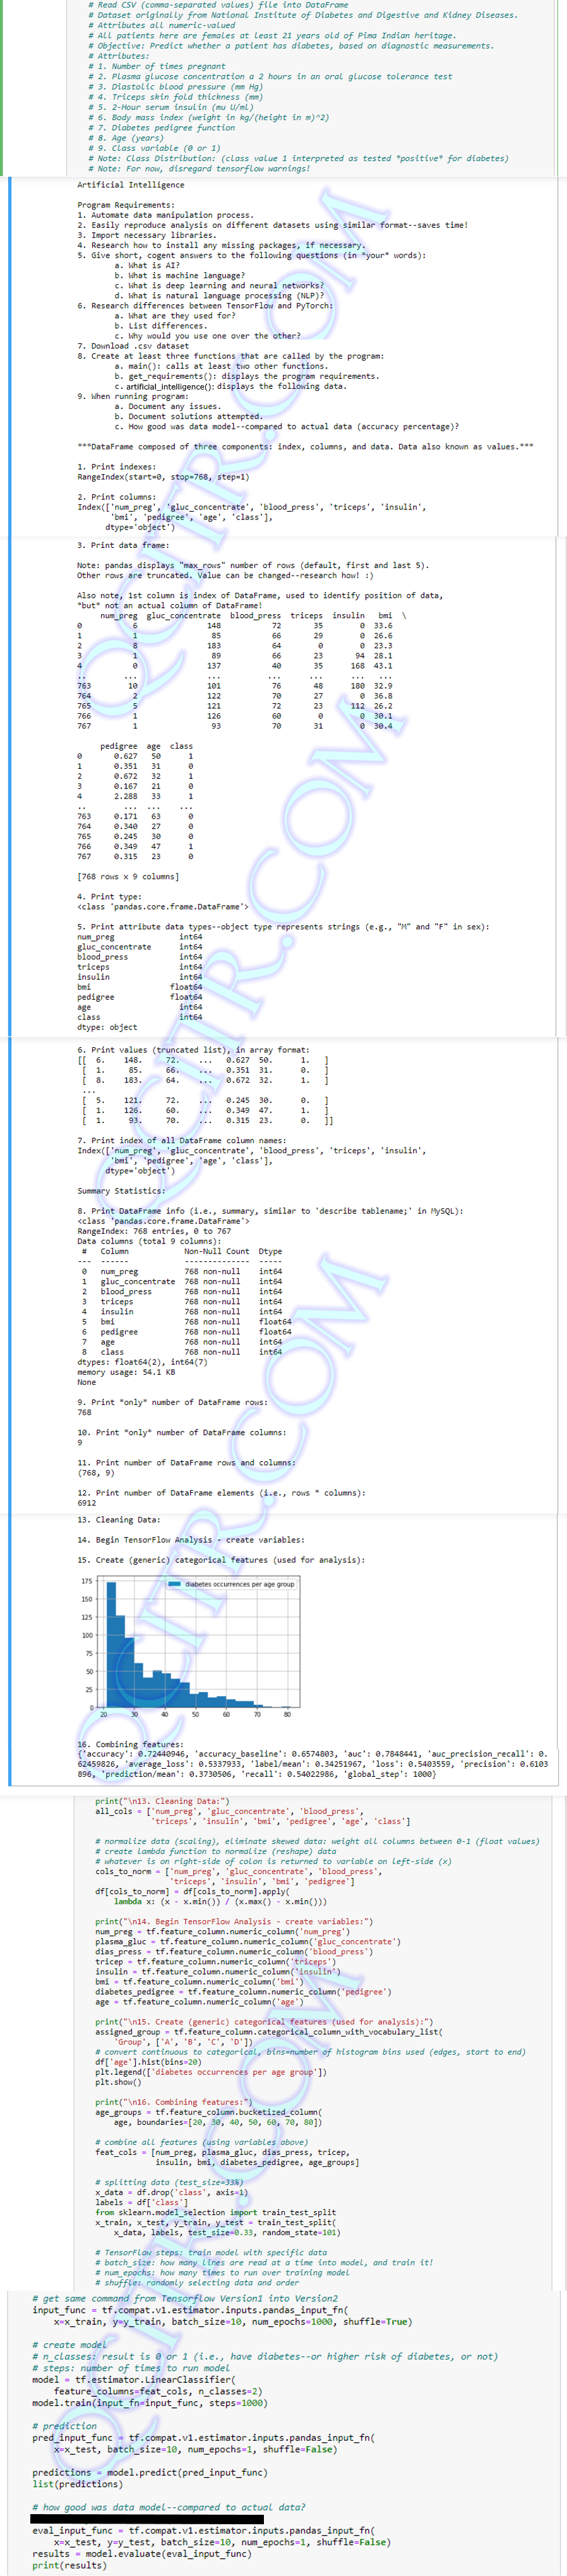 # Read CSV (comma-separated values) file into DataFrame
# Dataset originally from National Institute of Diabetes and Digestive and Kidney Diseases.
# Attributes all numeric-valued
# All patients here are females at least 21 years old of Pima Indian heritage.
# Objective: Predict whether a patient has diabetes, based on diagnostic measurements.
# Attributes:
# 1. Number of times pregnant
# 2. Plasma glucose concentration a 2 hours in an oral glucose tolerance test
# 3. Diastolic blood pressure (mm Hg)
# 4. Triceps skin fold thickness (mm)
# 5. 2-Hour serum insulin (mu U/ml)
# 6. Body mass index (weight in kg/(height in m)^2)
# 7. Diabetes pedigree function
# 8. Age (years)
# 9. Class variable (0 or 1)
# Note: Class Distribution: (class value 1 interpreted as tested *positive* for diabetes)
# Note: For now, disregard tensorflow warnings!
Artificial Intelligence
Program Requirements:
1. Automate data manipulation process.
2. Easily reproduce analysis on different datasets using similar format--saves time!
3. Import necessary libraries.
4. Research how to install any missing packages, if necessary.
5. Give short, cogent answers to the following questions (in *your* words):
a. What is AI?
b. What is machine language?
c. What is deep learning and neural networks?
d. What is natural language processing (NLP)?
6. Research differences between TensorFlow and PyTorch:
a. What are they used for?
b. List differences.
c. Why would you use one over the other?
7. Download .csv dataset
8. Create at least three functions that are called by the program:
a. main(): calls at least two other functions.
b. get_requirements(): displays the program requirements.
c. artificial_intelligence(): displays the following data.
9. When running program:
a. Document any issues.
b. Document solutions attempted.
c. How good was data model--compared to actual data (accuracy percentage)?
***DataFrame composed of three components: index, columns, and data. Data also known as values.***
1. Print indexes:
RangeIndex(start=0, stop=768, step=1)
2. Print columns:
Index(['num_preg', 'gluc_concentrate', 'blood_press', 'triceps', 'insulin',
'bmi', 'pedigree', 'age', 'class'],
dtype='object')
3. Print data frame:
Note: pandas displays "max_rows" number of rows (default, first and last 5).
Other rows are truncated. Value can be changed--research how! :)
Also note, 1st column is index of DataFrame, used to identify position of data,
*but* not an actual column of DataFrame!
num_preg gluc_concentrate blood_press triceps insulin bmi \
0 6 148 72 35 0 33.6
1 1 85 66 29 0 26.6
2 8 183 64 0 0 23.3
3 1 89 66 23 94 28.1
4 0 137 40 35 168 43.1
.. ... ... ... ... ... ...
763 10 101 76 48 180 32.9
764 2 122 70 27 0 36.8
765 5 121 72 23 112 26.2
766 1 126 60 0 0 30.1
767 1 93 70 31 0 30.4
pedigree age class
0 0.627 50 1
1 0.351 31 0
2 0.672 32 1
3 0.167 21 0
4 2.288 33 1
.. ... ... ...
763 0.171 63 0
764 0.340 27 0
765 0.245 30 0
766 0.349 47 1
767 0.315 23 0
[768 rows x 9 columns]
4. Print type:
<class 'pandas.core.frame.DataFrame'>
5. Print attribute data types--object type represents strings (e.g., "M" and "F" in sex):
num_preg int64
gluc_concentrate int64
blood_press int64
triceps int64
insulin int64
bmi float64
pedigree float64
age int64
class int64
dtype: object
6. Print values (truncated list), in array format:
[[ 6. 148. 72. ... 0.627 50. 1. ]
[ 1. 85. 66. ... 0.351 31. 0. ]
[ 8. 183. 64. ... 0.672 32. 1. ]
...
[ 5. 121. 72. ... 0.245 30. 0. ]
[ 1. 126. 60. ... 0.349 47. 1. ]
[ 1. 93. 70. ... 0.315 23. 0. ]]
7. Print index of all DataFrame column names:
Index(['num_preg', 'gluc_concentrate', 'blood_press', 'triceps', 'insulin',
'bmi', 'pedigree', 'age', 'class'],
dtype='object')
Summary Statistics:
8. Print DataFrame info (i.e., summary, similar to 'describe tablename;' in MySQL):
<class 'pandas.core.frame.DataFrame'>
RangeIndex: 768 entries, 0 to 767
Data columns (total 9 columns):
# Column Non-Null Count Dtype
--- ------ -------------- -----
0 num_preg 768 non-null int64
1 gluc_concentrate 768 non-null int64
2 blood_press 768 non-null int64
3 triceps 768 non-null int64
4 insulin 768 non-null int64
5 bmi 768 non-null float64
6 pedigree 768 non-null float64
7 age 768 non-null int64
8 class 768 non-null int64
dtypes: float64(2), int64(7)
memory usage: 54.1 KB
None
9. Print *only* number of DataFrame rows:
768
10. Print *only* number of DataFrame columns:
9
11. Print number of DataFrame rows and columns:
(768, 9)
12. Print number of DataFrame elements (i.e., rows * columns):
6912
13. Cleaning Data:
14. Begin TensorFlow Analysis - create variables:
15. Create (generic) categorical features (used for analysis):
diabetes occurrences per age group
175
150
125
100
75
50
25
0
20 30 40 50 60 70 80
16. Combining features:
{'accuracy': 0.72440946, 'accuracy_baseline': 0.6574803, 'auc': 0.7848441, 'auc_precision_recall': 0.
62459826, 'average_loss': 0.5337933, 'label/mean': 0.34251967, 'loss': 0.5403559, 'precision': 0.6103
896, 'prediction/mean': 0.3730506, 'recall': 0.54022986, 'global_step': 1000}
print("\n13. Cleaning Data:")
all_cols = ['num_preg', 'gluc_concentrate', 'blood_press',
'triceps', 'insulin', 'bmi', 'pedigree', 'age', 'class']
# normalize data (scaling), eliminate skewed data: weight all columns between 0-1 (float values)
# create lambda function to normalize (reshape) data
# whatever is on right-side of colon is returned to variable on left-side (x)
cols_to_norm = ['num_preg', 'gluc_concentrate', 'blood_press',
'triceps', 'insulin', 'bmi', 'pedigree']
df[cols_to_norm] = df[cols_to_norm].apply(
lambda x: (x - x.min()) / (x.max() - x.min()))
print("\n14. Begin TensorFlow Analysis - create variables:")
num_preg = tf.feature_column.numeric_column('num_preg')
plasma_gluc = tf.feature_column.numeric_column('gluc_concentrate')
dias_press = tf.feature_column.numeric_column('blood_press')
tricep = tf.feature_column.numeric_column('triceps')
insulin = tf.feature_column.numeric_column('insulin')
bmi = tf.feature_column.numeric_column('bmi')
diabetes_pedigree = tf.feature_column.numeric_column('pedigree')
age = tf.feature_column.numeric_column('age')
print("\n15. Create (generic) categorical features (used for analysis):")
assigned_group = tf.feature_column.categorical_column_with_vocabulary_list(
'Group', ['A', 'B', 'C', 'D'])
# convert continuous to categorical, bins=number of histogram bins used (edges, start to end)
df['age'].hist(bins=20)
plt.legend(['diabetes occurrences per age group'])
plt.show()
print("\n16. Combining features:")
age_groups = tf.feature_column.bucketized_column(
age, boundaries=[20, 30, 40, 50, 60, 70, 80])
# combine all features (using variables above)
feat_cols = [num_preg, plasma_gluc, dias_press, tricep,
insulin, bmi, diabetes_pedigree, age_groups]
# splitting data (test_size=33%)
x_data = df.drop('class', axis=1)
labels = df['class']
from sklearn.model_selection import train_test_split
x_train, x_test, y_train, y_test = train_test_split(
x_data, labels, test_size=0.33, random_state=101)
# TensorFlow steps: train model with specific data
# batch_size: how many lines are read at a time into model, and train it!
# num_epochs: how many times to run over training model
# shuffle: randomly selecting data and order
# get same command from Tensorflow Version1 into Version2
input_func = tf.compat.v1.estimator.inputs.pandas_input_fn(
x=x_train, y=y_train, batch_size=10, num_epochs=1000, shuffle=True)
# create model
# n_classes: result is 0 or 1 (i.e., have diabetes--or higher risk of diabetes, or not)
# steps: number of times to run model
model = tf.estimator.LinearClassifier(
feature_columns=feat_cols, n_classes=2)
model.train(input_fn=input_func, steps=1000)
# prediction
pred_input_func = tf.compat.v1.estimator.inputs.pandas_input_fn(
x=x_test, batch_size=10, num_epochs=1, shuffle=False)
predictions = model.predict(pred_input_func)
list(predictions)
# how good was data model--compared to actual data?
eval_input_func = tf.compat.v1.estimator.inputs.pandas_input_fn(
x=x_test, y=y_test, batch_size=10, num_epochs=1, shuffle=False)
results = model.evaluate(eval_input_func)
print(results)
QCITR.COM
QCITR.COM
QCITR.COM
QCITR.COM